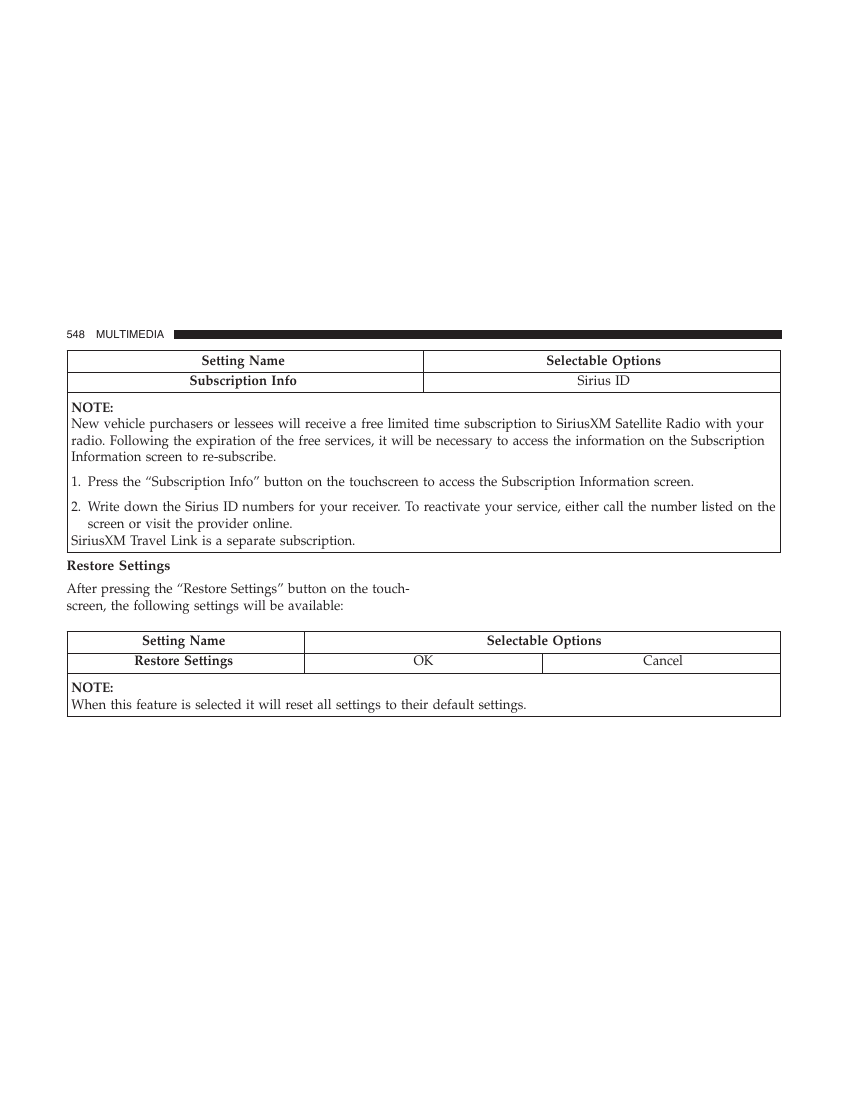 548 MULTIMEDIA
Setting Name Selectable Options
Subscription Info Sirius ID
NOTE:
New vehicle purchasers or lessees will receive a free limited time subscription to SiriusXM Satellite Radio with your
radio. Following the expiration of the free services, it will be necessary to access the information on the Subscription
Information screen to re-subscribe.
1. Press the “Subscription Info” button on the touchscreen to access the Subscription Information screen.
2. Write down the Sirius ID numbers for your receiver. To reactivate your service, either call the number listed on the
screen or visit the provider online.
SiriusXM Travel Link is a separate subscription.
Restore Settings
After pressing the “Restore Settings” button on the touch-
screen, the following settings will be available:
Setting Name Selectable Options
Restore Settings OK Cancel
NOTE:
When this feature is selected it will reset all settings to their default settings.